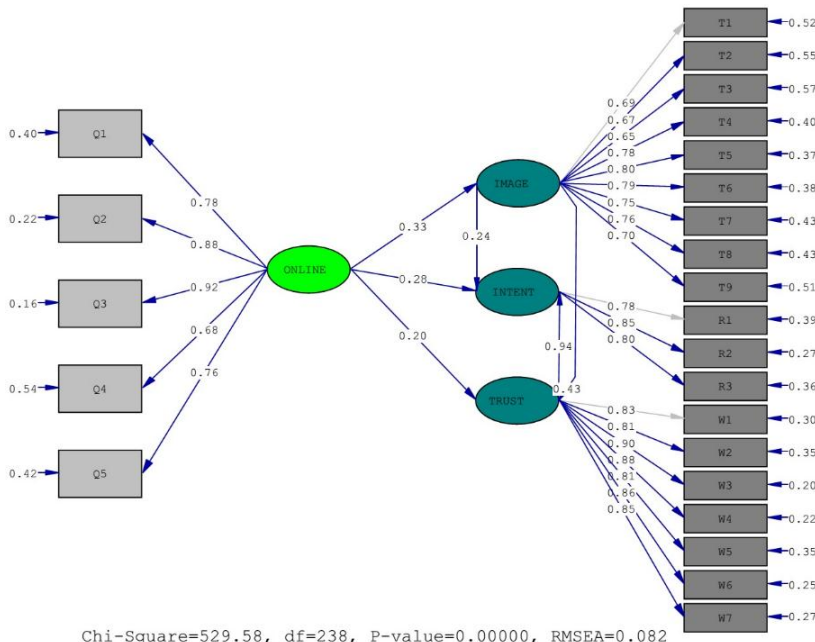 0.40
Q1
0.22
Q2
0.16
Q3
0.54
Q4
0.42
Q5
0.78
0.88
0.92
0.68
0.76
ONLINE
0.33
0.28
0.20
IMAGE
0.24
INTENT
0.94
0.43
TRUST
0.69
0.67
0.65
0.78
0.80
0.79
0.75
0.76
0.70
0.78
0.85
0.80
0.83
0.81
0.90
0.88
0.81
0.86
0.85
T1
0.52
T2
0.55
T3
0.57
T4
0.40
T5
0.37
T6
0.38
T7
0.43
T8
0.43
T9
0.51
R1
0.39
R2
0.27
R3
0.36
W1
0.30
W2
0.35
W3
0.20
W4
0.22
W5
0.35
W6
0.25
W7
0.27
Chi-Square=529.58, df=238, P-value=0.00000, RMSEA=0.082